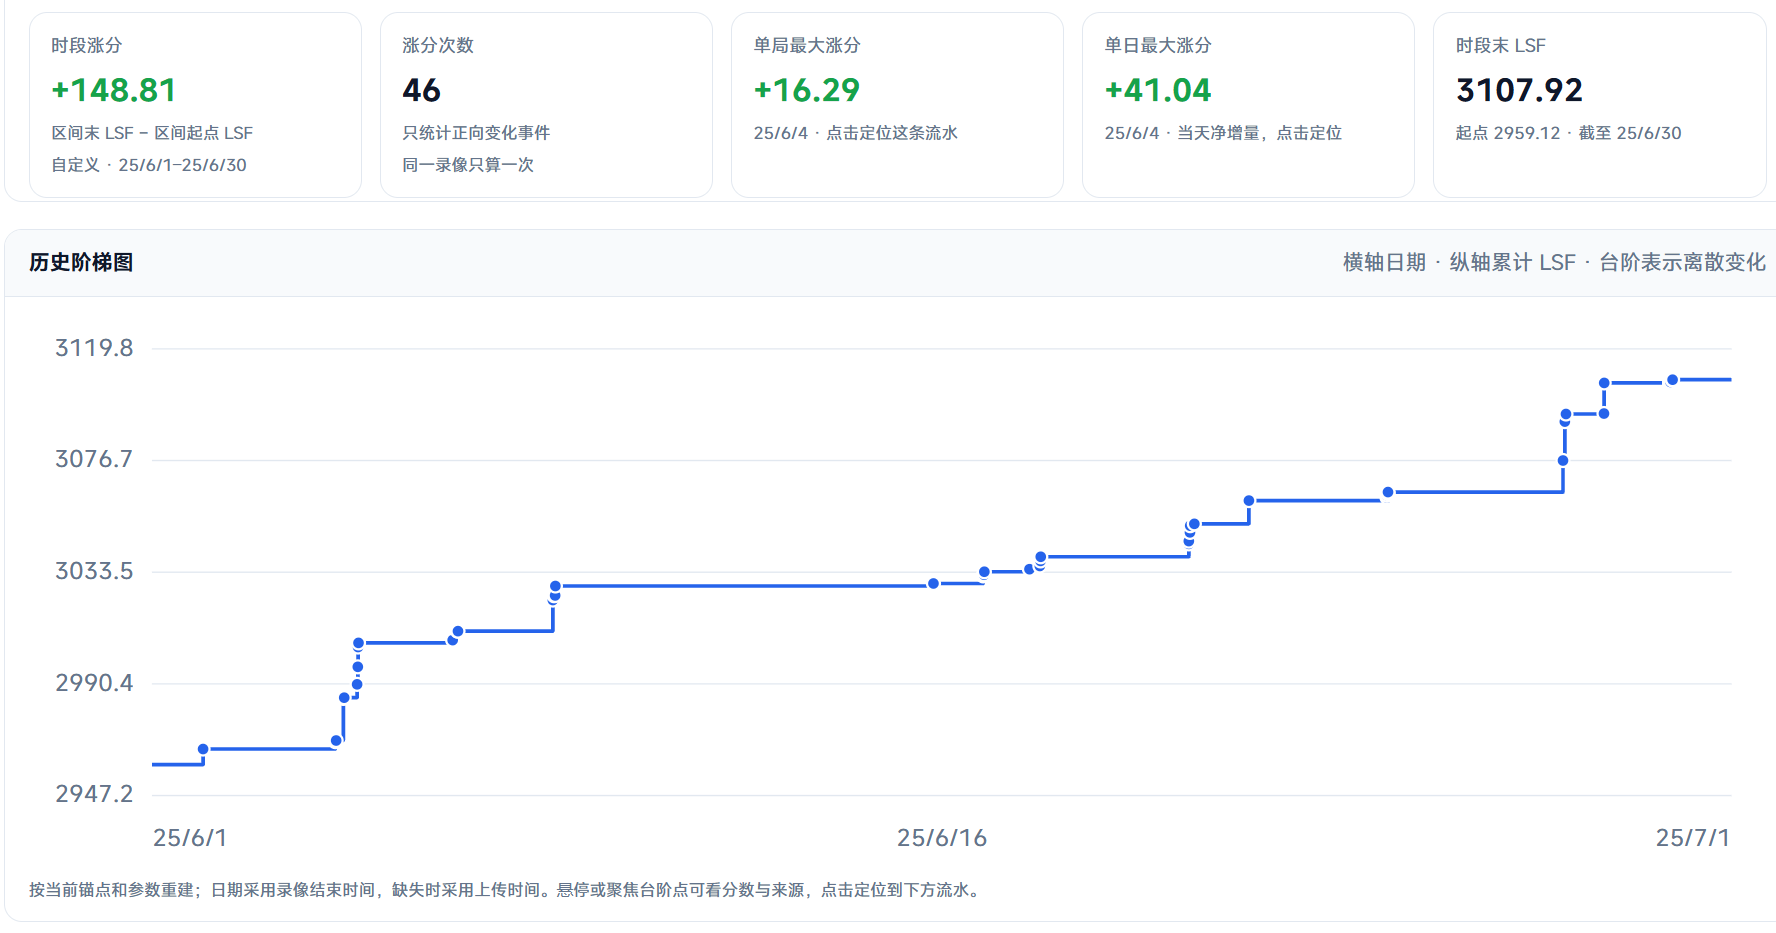 时段涨分
+148.81
区间末 LSF − 区间起点 LSF
自定义 · 25/6/1–25/6/30
涨分次数
46
只统计正向变化事件
同一录像只算一次
单局最大涨分
+16.29
25/6/4 · 点击定位这条流水
单日最大涨分
+41.04
25/6/4 · 当天净增量，点击定位
时段末 LSF
3107.92
起点 2959.12 · 截至 25/6/30
历史阶梯图
横轴日期 · 纵轴累计 LSF · 台阶表示离散变化
3119.8
3076.7
3033.5
2990.4
2947.2
25/6/1
25/6/16
25/7/1
按当前锚点和参数重建；日期采用录像结束时间，缺失时采用上传时间。悬停或聚焦台阶点可看分数与来源，点击定位到下方流水。